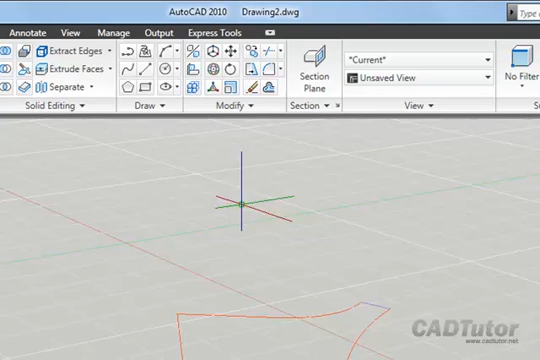 AutoCAD 2010 Drawing2.dwg
Type
Annotate View Manage Output Express Tools
Extract Edges
Extrude Faces
Separate
Section
Plane
*Current*
Unsaved View
No Filter
Solid Editing Draw Modify Section View
CADTutor
www.cadtutor.net